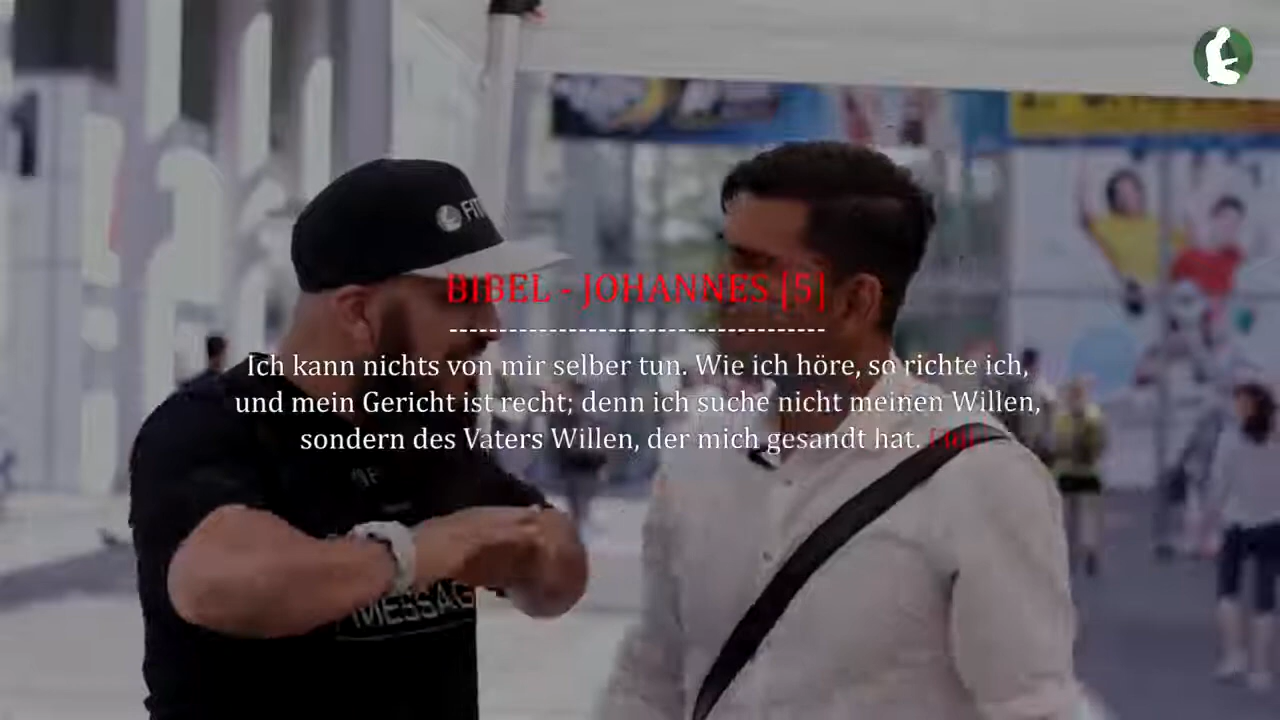 BIBEL - JOHANNES [5]
-------------------------------------
Ich kann nichts von mir selber tun. Wie ich höre, so richte ich,
und mein Gericht ist recht; denn ich suche nicht meinen Willen,
sondern des Vaters Willen, der mich gesandt hat.
MESSAG